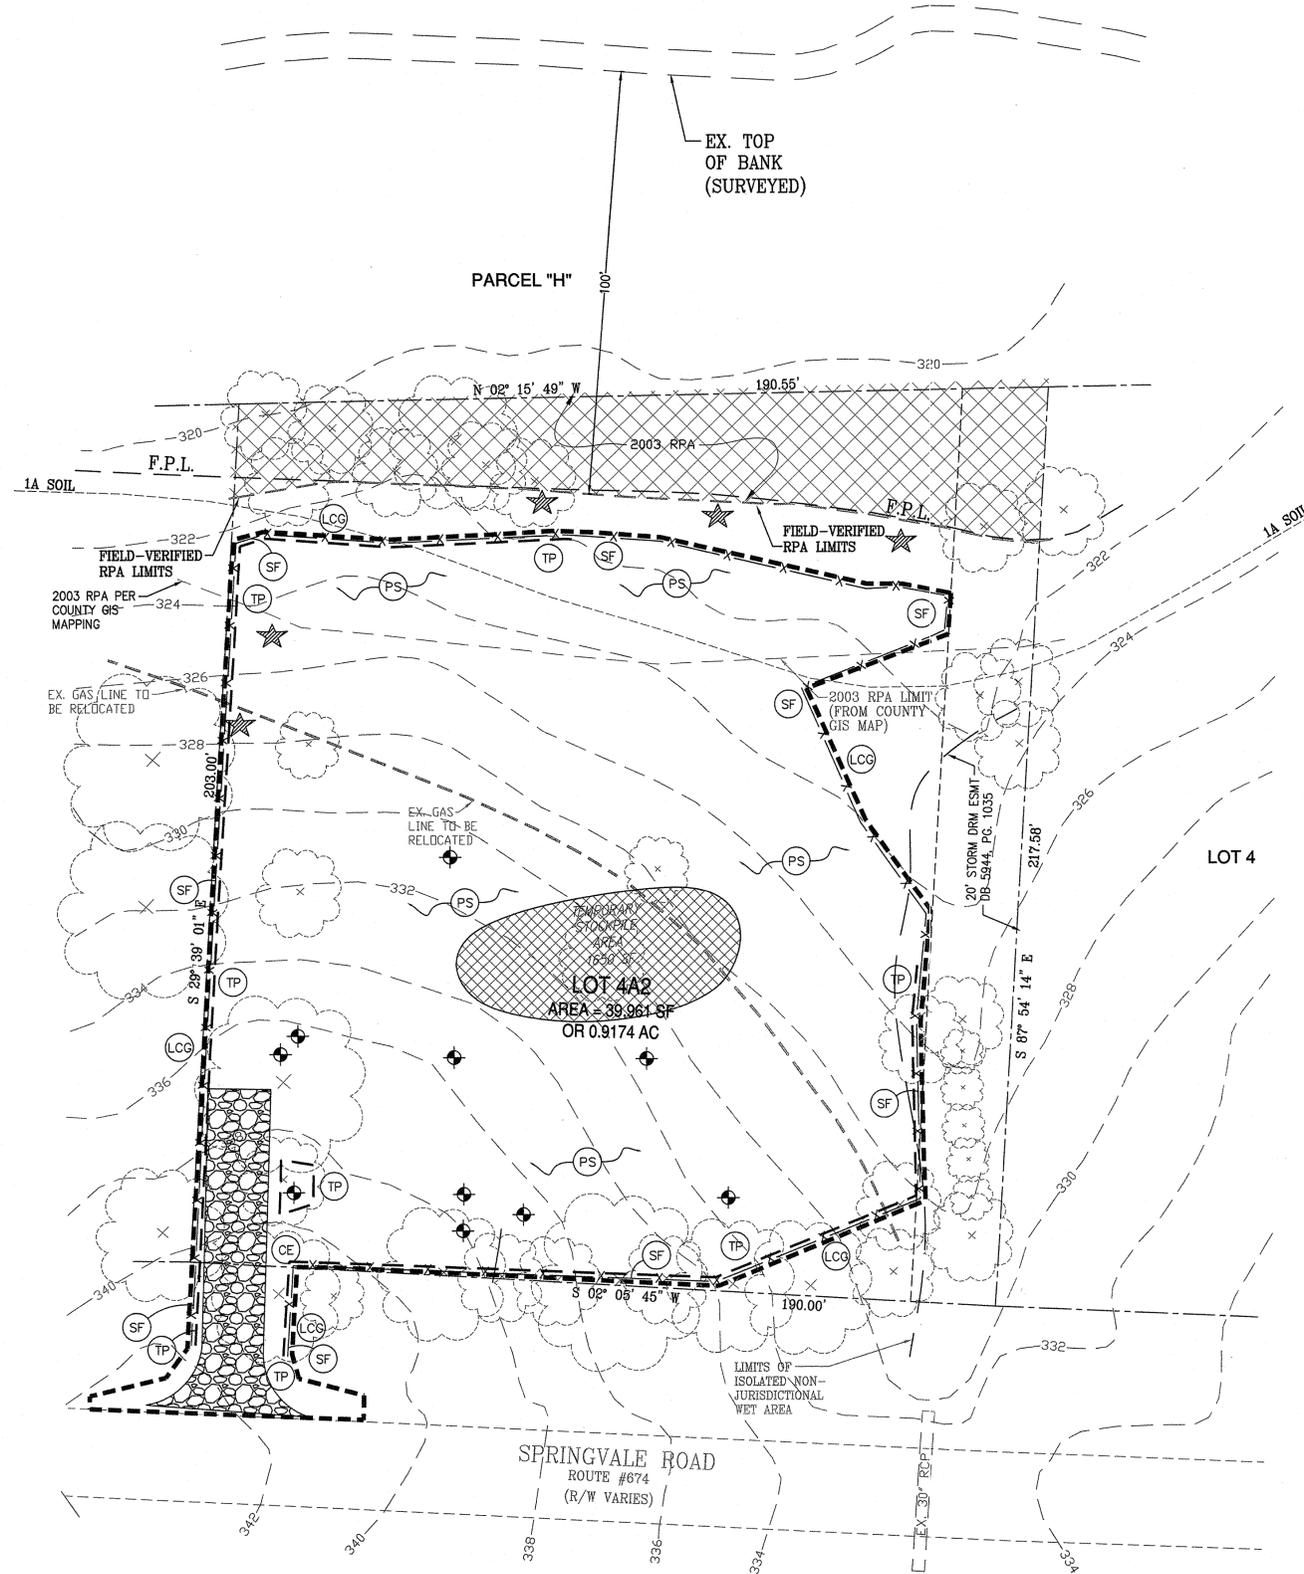 EX. TOP
OF BANK
(SURVEYED)
PARCEL "H"
100'
320
N 02° 15' 49" W
190.55'
320
2003 RPA
F.P.L.
1A SOIL
F.P.L.
1A SOIL
LCG
322
FIELD-VERIFIED
RPA LIMITS
FIELD-VERIFIED
RPA LIMITS
322
SF
TP
SF
PS
PS
2003 RPA PER
COUNTY GIS
MAPPING
324
TP
SF
324
326
EX. GAS LINE TO
BE RELOCATED
SF
2003 RPA LIMIT
(FROM COUNTY
GIS MAP)
328
LCG
203.00'
326
20' STORM DRM ESMT
DB 5944, PG. 1035
217.58'
EX. GAS
LINE TO BE
RELOCATED
330
PS
LOT 4
SF
332
PS
TEMPORARY
STOCKPILE
AREA
1650 SF
S 29° 39' 01" E
LOT 4A2
AREA = 39,961 SF
OR 0.9174 AC
TP
TP
334
328
S 87° 54' 14" E
LCG
336
SF
PS
TP
330
CE
SF
TP
LCG
340
S 02° 05' 45" W
190.00'
SF
TP
LCG
SF
TP
332
LIMITS OF
ISOLATED NON-
JURISDICTIONAL
WET AREA
SPRINGVALE ROAD
ROUTE #674
(R/W VARIES)
EX. 30" RCP
342
340
338
336
334
334